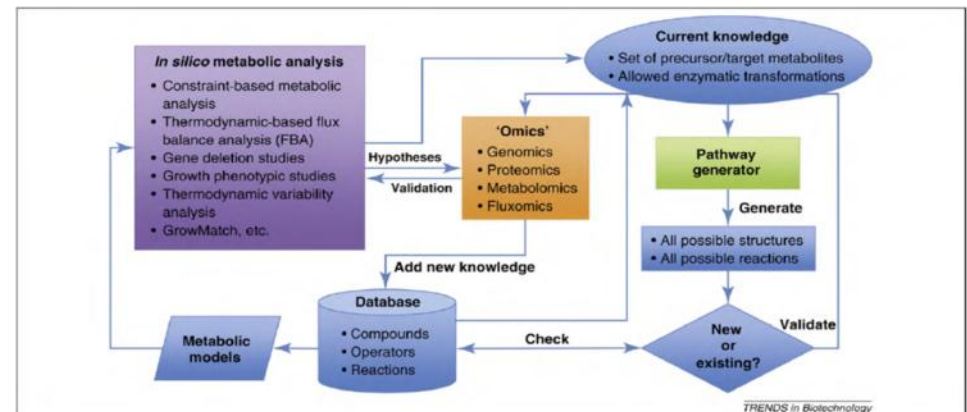 In silico metabolic analysis
• Constraint-based metabolic
analysis
• Thermodynamic-based flux
balance analysis (FBA)
• Gene deletion studies
• Growth phenotypic studies
• Thermodynamic variability
analysis
• GrowMatch, etc.
Current knowledge
• Set of precursor/target metabolites
• Allowed enzymatic transformations
Hypotheses
Validation
'Omics'
• Genomics
• Proteomics
• Metabolomics
• Fluxomics
Pathway
generator
Generate
• All possible structures
• All possible reactions
Add new knowledge
Metabolic
models
Database
• Compounds
• Operators
• Reactions
Check
New
or
existing?
Validate
TRENDS in Biotechnology